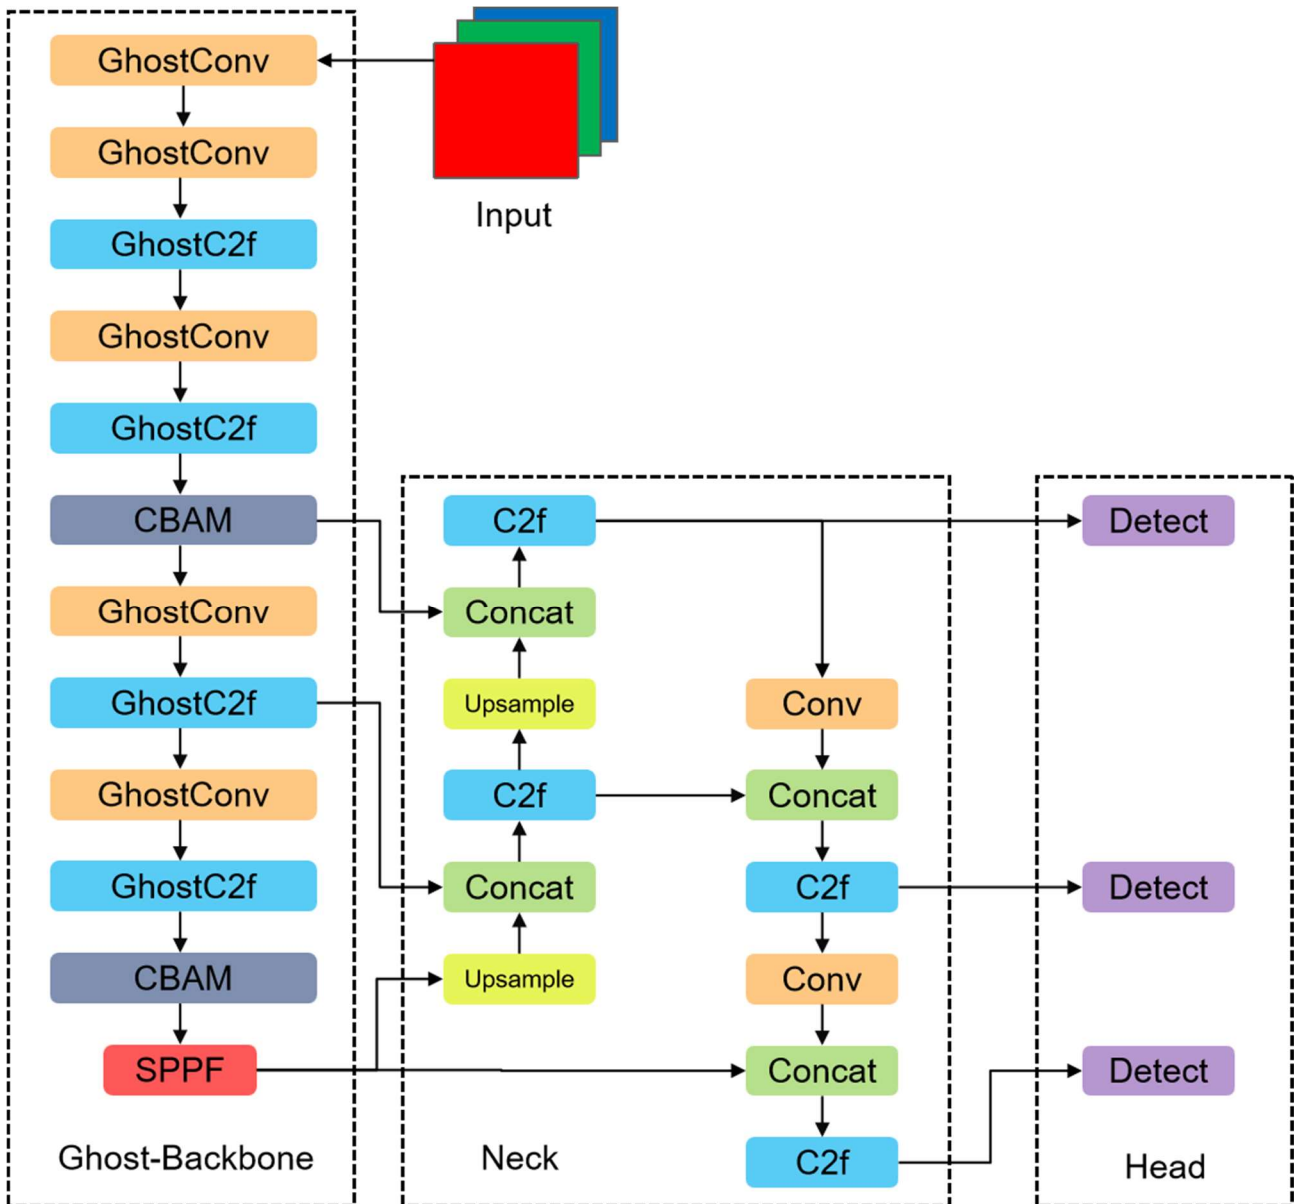 GhostConv
GhostConv
GhostC2f
GhostConv
GhostC2f
CBAM
GhostConv
GhostC2f
GhostConv
GhostC2f
CBAM
SPPF
Ghost-Backbone
Input
C2f
Concat
Upsample
C2f
Concat
Upsample
Neck
Conv
Concat
C2f
Conv
Concat
C2f
Detect
Detect
Detect
Head